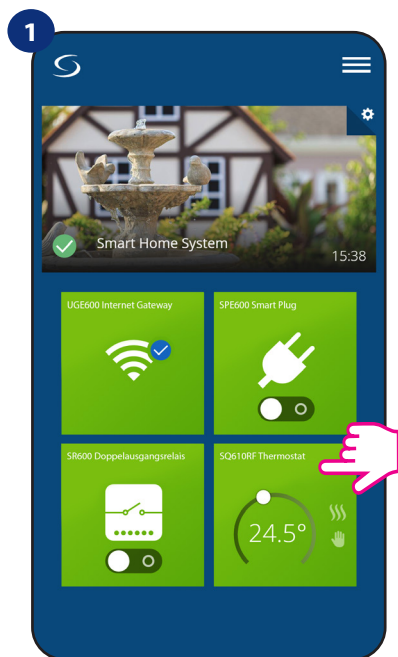 1
Smart Home System
15:38
UGE600 Internet Gateway
SPE600 Smart Plug
SR600 Doppelausgangsrelais
SQ610RF Thermostat
24.5°